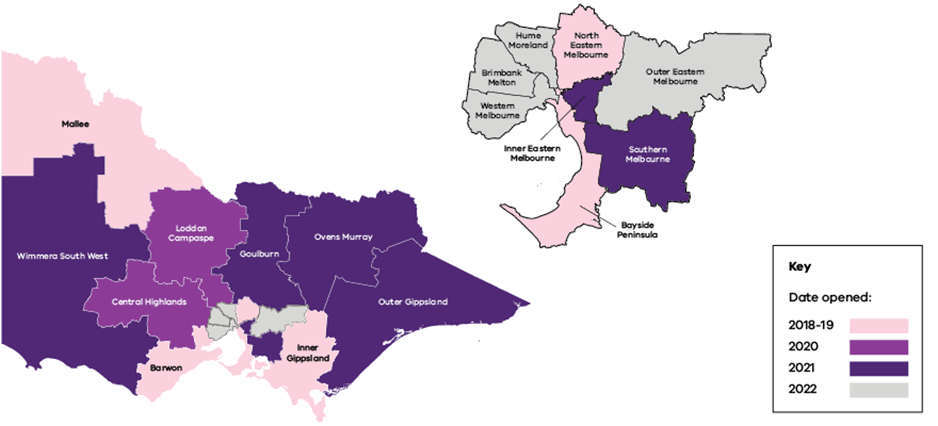 Hume
Moreland
North
Eastern
Melbourne
Outer Eastern
Melbourne
Brimbank
Melton
Western
Melbourne
Inner Eastern
Melbourne
Southern
Melbourne
Bayside
Peninsula
Mallee
Loddan
Campaspe
Ovens Murray
Goulburn
Wimmera South West
Central Highlands
Outer Gippsland
Inner
Gippsland
Barwon
Key
Date opened:
2018-19
2020
2021
2022